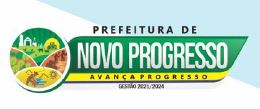 PREFEITURA DE
NOVO PROGRESSO
AVANÇA PROGRESSO
GESTÃO 2021/2024